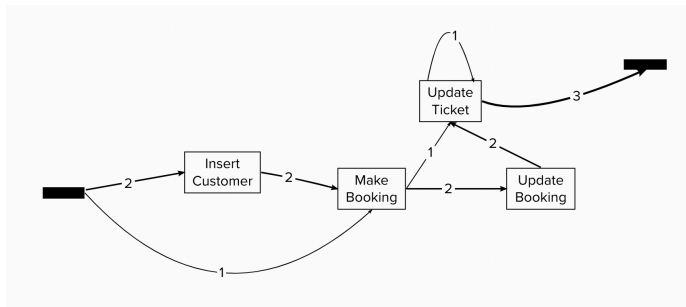 1
3
Update
Ticket
1
2
Insert
Customer
2
2
Make
Booking
2
Update
Booking
1